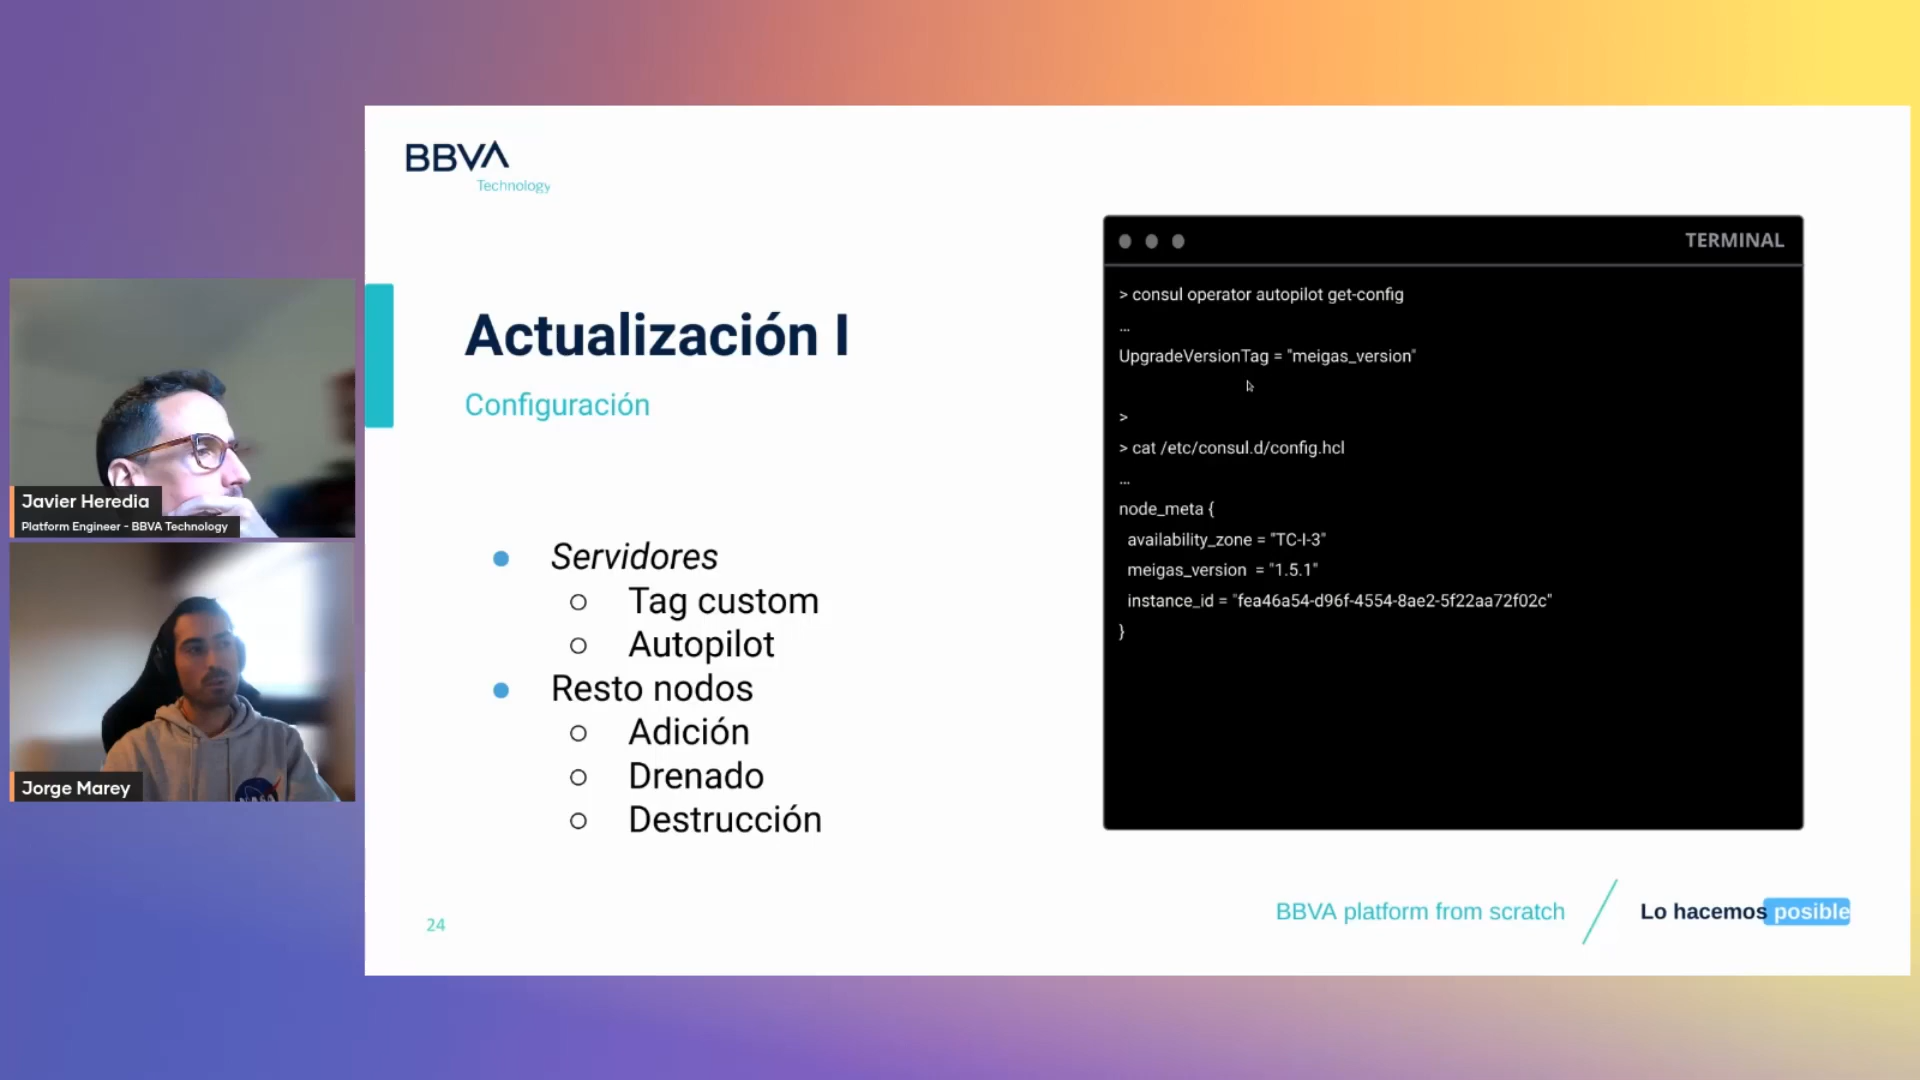 BBVA
Technology
Actualización I
Configuración
● Servidores
○ Tag custom
○ Autopilot
● Resto nodos
○ Adición
○ Drenado
○ Destrucción
TERMINAL
> consul operator autopilot get-config
...
UpgradeVersionTag = "meigas_version"
>
> cat /etc/consul.d/config.hcl
...
node_meta {
availability_zone = "TC-I-3"
meigas_version = "1.5.1"
instance_id = "fea46a54-d96f-4554-8ae2-5f22aa72f02c"
}
24
BBVA platform from scratch
Lo hacemos posible
Javier Heredia
Platform Engineer - BBVA Technology
Jorge Marey
NASA